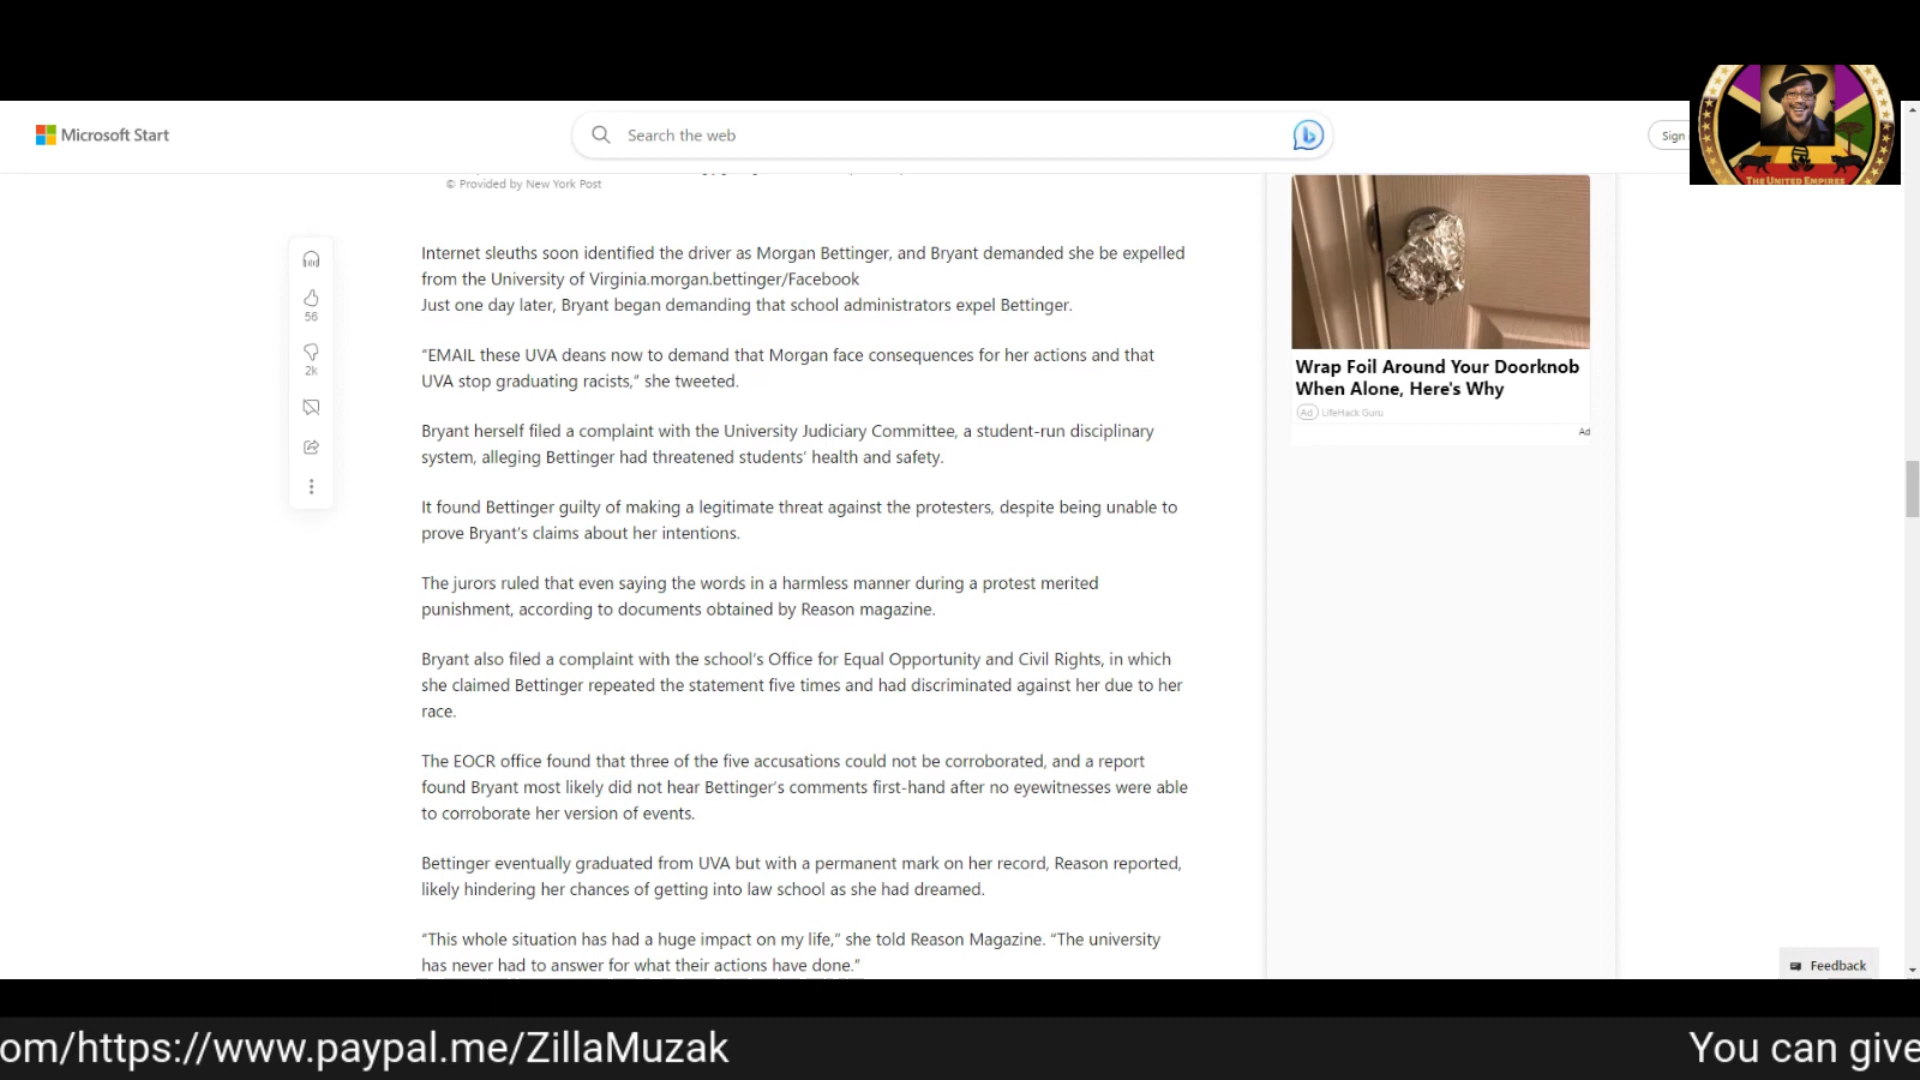 Microsoft Start
Search the web
Sign
THE UNITED EMPIRES
© Provided by New York Post
Internet sleuths soon identified the driver as Morgan Bettinger, and Bryant demanded she be expelled
from the University of Virginia.morgan.bettinger/Facebook
Just one day later, Bryant began demanding that school administrators expel Bettinger.
“EMAIL these UVA deans now to demand that Morgan face consequences for her actions and that
UVA stop graduating racists,” she tweeted.
Bryant herself filed a complaint with the University Judiciary Committee, a student-run disciplinary
system, alleging Bettinger had threatened students’ health and safety.
It found Bettinger guilty of making a legitimate threat against the protesters, despite being unable to
prove Bryant’s claims about her intentions.
The jurors ruled that even saying the words in a harmless manner during a protest merited
punishment, according to documents obtained by Reason magazine.
Bryant also filed a complaint with the school’s Office for Equal Opportunity and Civil Rights, in which
she claimed Bettinger repeated the statement five times and had discriminated against her due to her
race.
The EOCR office found that three of the five accusations could not be corroborated, and a report
found Bryant most likely did not hear Bettinger’s comments first-hand after no eyewitnesses were able
to corroborate her version of events.
Bettinger eventually graduated from UVA but with a permanent mark on her record, Reason reported,
likely hindering her chances of getting into law school as she had dreamed.
“This whole situation has had a huge impact on my life,” she told Reason Magazine. “The university
has never had to answer for what their actions have done.”
56
2k
Wrap Foil Around Your Doorknob
When Alone, Here's Why
Ad LifeHack Guru
Ad
Feedback
om/https://www.paypal.me/ZillaMuzak
You can give